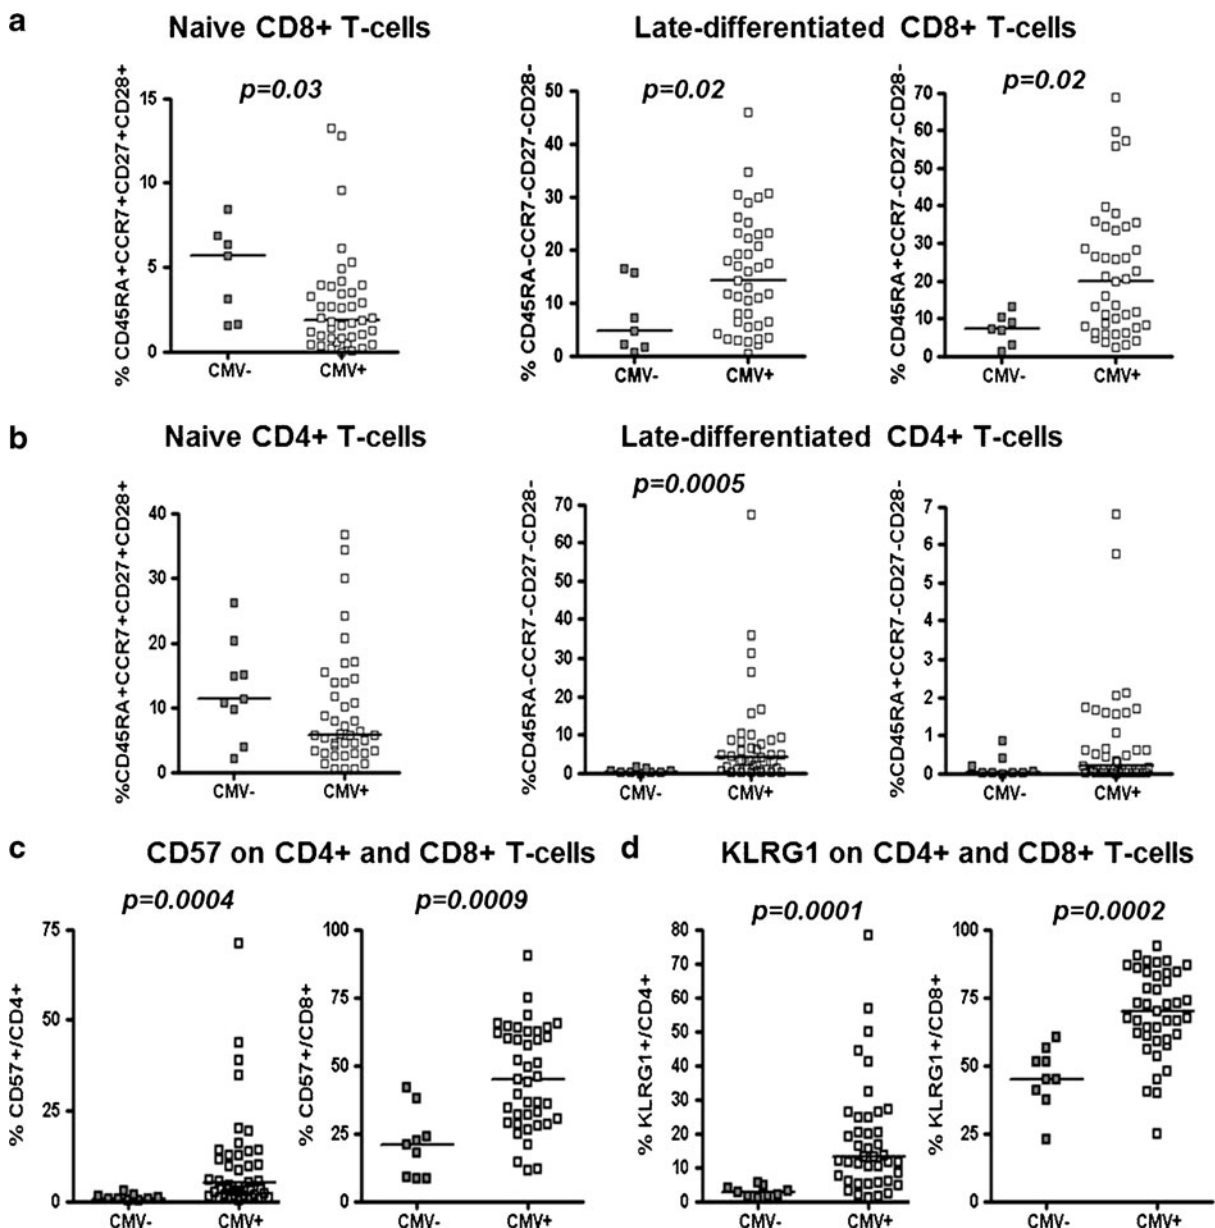 a
Naive CD8+ T-cells
Late-differentiated CD8+ T-cells
% CD45RA+CCR7+CD27+CD28+
p=0.03
15
10
5
0
CMV-
CMV+
% CD45RA-CCR7-CD27-CD28-
p=0.02
50
40
30
20
10
0
CMV-
CMV+
% CD45RA+CCR7-CD27-CD28-
p=0.02
70
60
50
40
30
20
10
0
CMV-
CMV+
b
Naive CD4+ T-cells
Late-differentiated CD4+ T-cells
%CD45RA+CCR7+CD27+CD28+
40
30
20
10
0
CMV-
CMV+
%CD45RA-CCR7-CD27-CD28-
p=0.0005
70
60
50
40
30
20
10
0
CMV-
CMV+
%CD45RA+CCR7-CD27-CD28-
7
6
5
4
3
2
1
0
CMV-
CMV+
c
CD57 on CD4+ and CD8+ T-cells
% CD57+/CD4+
p=0.0004
75
50
25
0
CMV-
CMV+
% CD57+/CD8+
p=0.0009
100
75
50
25
0
CMV-
CMV+
d
KLRG1 on CD4+ and CD8+ T-cells
% KLRG1+/CD4+
p=0.0001
80
70
60
50
40
30
20
10
0
CMV-
CMV+
% KLRG1+/CD8+
p=0.0002
100
75
50
25
0
CMV-
CMV+